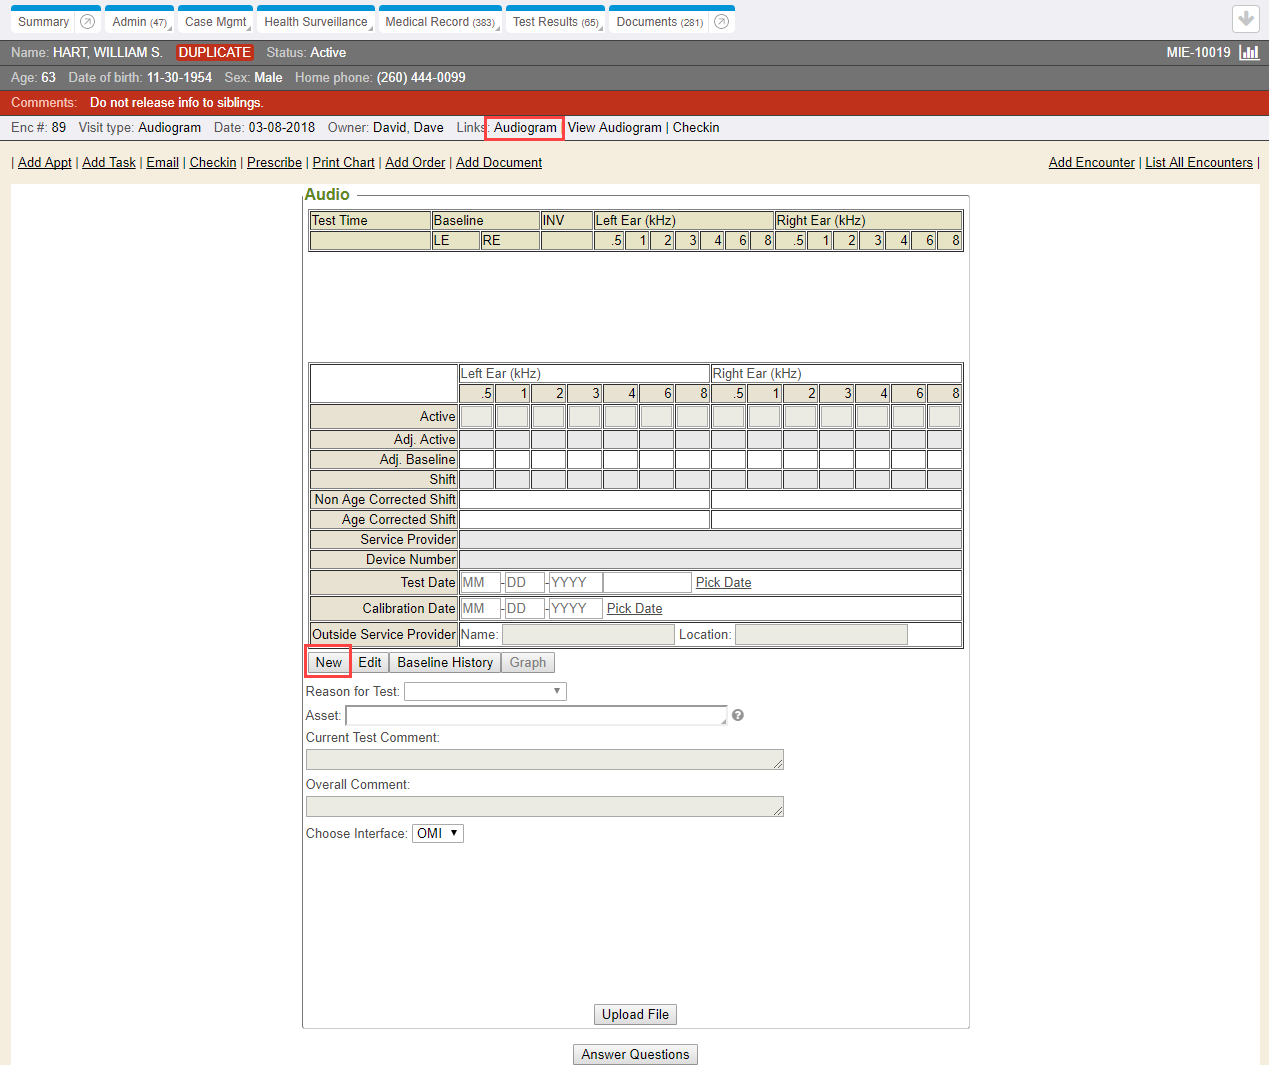 Summary Admin (47) Case Mgmt Health Surveillance Medical Record (383) Test Results (65) Documents (281)
Name: HART, WILLIAM S. DUPLICATE Status: Active MIE-10019
Age: 63 Date of birth: 11-30-1954 Sex: Male Home phone: (260) 444-0099
Comments: Do not release info to siblings.
Enc #: 89 Visit type: Audiogram Date: 03-08-2018 Owner: David, Dave Links: Audiogram View Audiogram | Checkin
| Add Appt | Add Task | Email | Checkin | Prescribe | Print Chart | Add Order | Add Document Add Encounter | List All Encounters |
Audio
Test Time Baseline INV Left Ear (kHz) Right Ear (kHz)
LE RE .5 1 2 3 4 6 8 .5 1 2 3 4 6 8
Left Ear (kHz) Right Ear (kHz)
.5 1 2 3 4 6 8 .5 1 2 3 4 6 8
Active
Adj. Active
Adj. Baseline
Shift
Non Age Corrected Shift
Age Corrected Shift
Service Provider
Device Number
Test Date MM - DD - YYYY Pick Date
Calibration Date MM - DD - YYYY Pick Date
Outside Service Provider Name: Location:
New Edit Baseline History Graph
Reason for Test:
Asset: ?
Current Test Comment:
Overall Comment:
Choose Interface: OMI
Upload File
Answer Questions